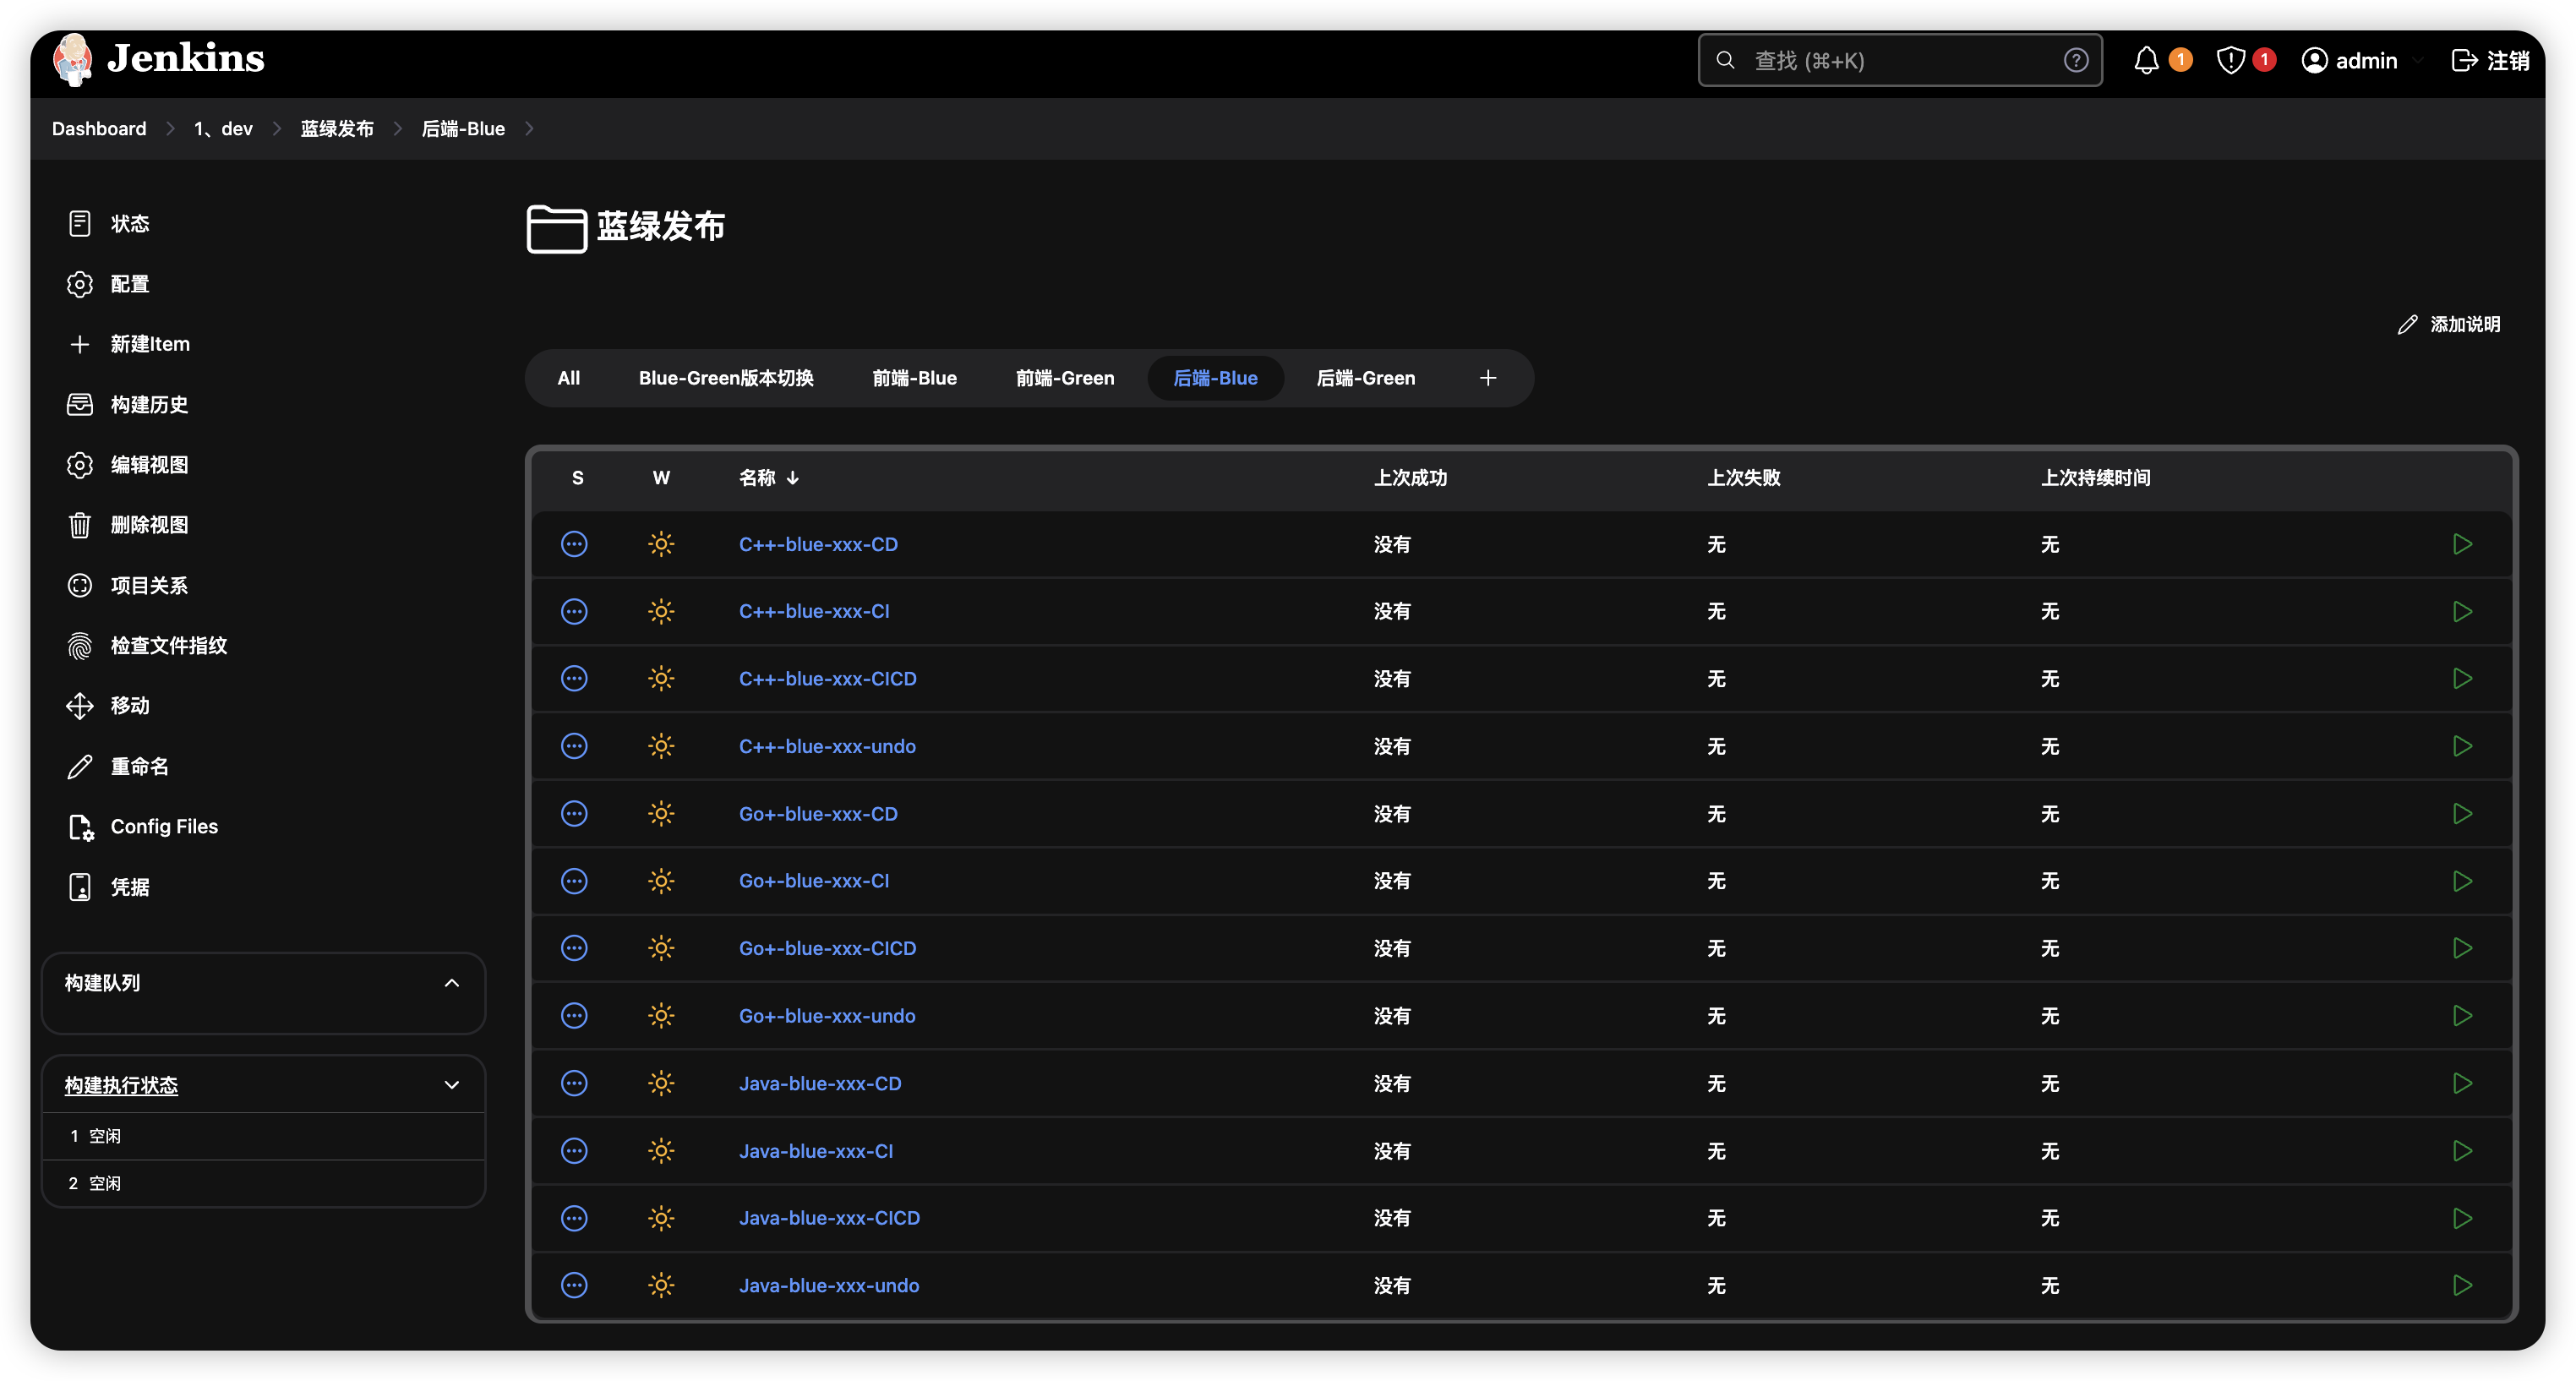 Jenkins
查找 (⌘+K)
1
1
admin
注销
Dashboard
1、dev
蓝绿发布
后端-Blue
状态
配置
新建Item
构建历史
编辑视图
删除视图
项目关系
检查文件指纹
移动
重命名
Config Files
凭据
构建队列
构建执行状态
1 空闲
2 空闲
蓝绿发布
添加说明
All Blue-Green版本切换 前端-Blue 前端-Green 后端-Blue 后端-Green +
S W 名称 ↓ 上次成功 上次失败 上次持续时间
C++-blue-xxx-CD 没有 无 无
C++-blue-xxx-CI 没有 无 无
C++-blue-xxx-CICD 没有 无 无
C++-blue-xxx-undo 没有 无 无
Go+-blue-xxx-CD 没有 无 无
Go+-blue-xxx-CI 没有 无 无
Go+-blue-xxx-CICD 没有 无 无
Go+-blue-xxx-undo 没有 无 无
Java-blue-xxx-CD 没有 无 无
Java-blue-xxx-CI 没有 无 无
Java-blue-xxx-CICD 没有 无 无
Java-blue-xxx-undo 没有 无 无